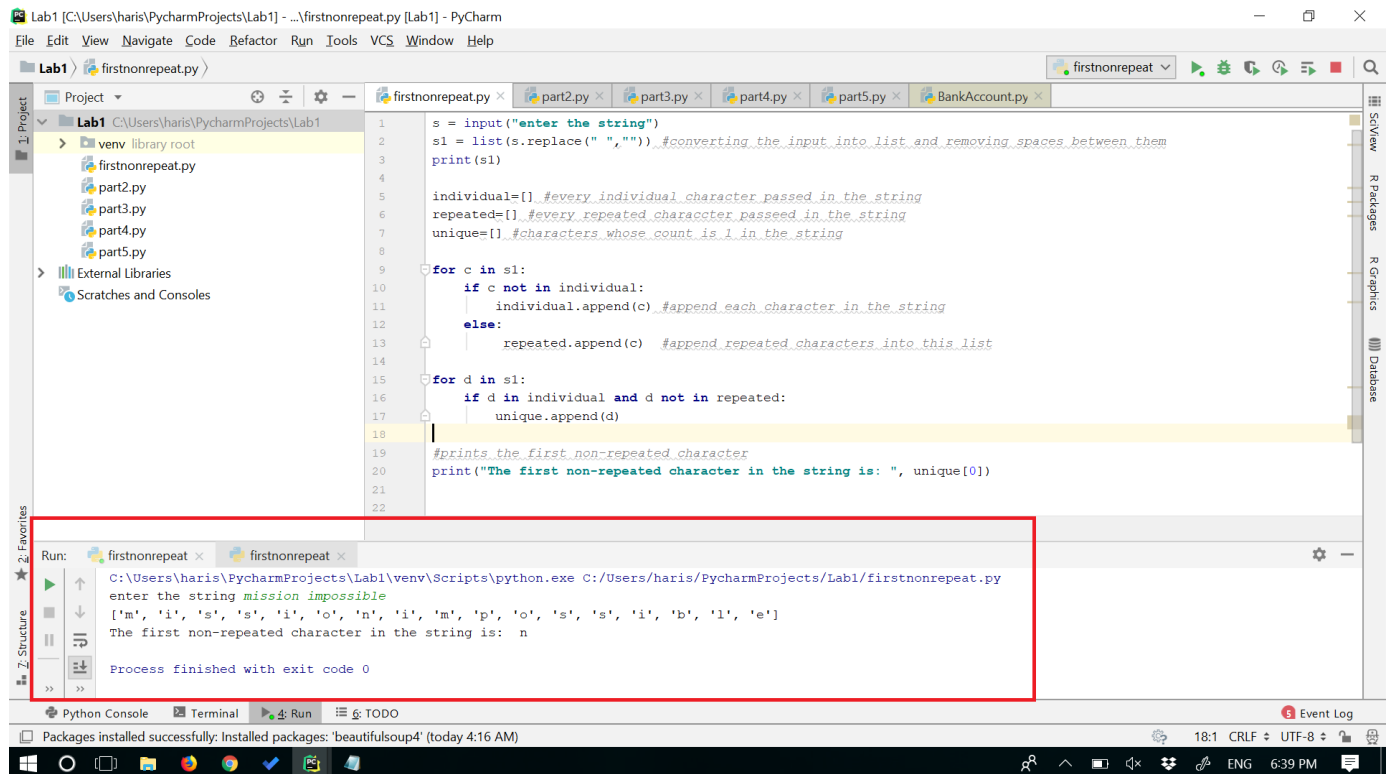 Lab1 [C:\Users\haris\PycharmProjects\Lab1] - ...\firstnonrepeat.py [Lab1] - PyCharm
File Edit View Navigate Code Refactor Run Tools VCS Window Help
Lab1 firstnonrepeat.py firstnonrepeat
Project firstnonrepeat.py part2.py part3.py part4.py part5.py BankAccount.py
1: Project
Lab1 C:\Users\haris\PycharmProjects\Lab1
venv library root
firstnonrepeat.py
part2.py
part3.py
part4.py
part5.py
External Libraries
Scratches and Consoles
1 s = input("enter the string")
2 s1 = list(s.replace(" ","")) #converting the input into list and removing spaces between them
3 print(s1)
4
5 individual=[] #every individual character passed in the string
6 repeated=[] #every repeated characcter passeed in the string
7 unique=[] #characters whose count is 1 in the string
8
9 for c in s1:
10 if c not in individual:
11 individual.append(c) #append each character in the string
12 else:
13 repeated.append(c) #append repeated characters into this list
14
15 for d in s1:
16 if d in individual and d not in repeated:
17 unique.append(d)
18
19 #prints the first non-repeated character
20 print("The first non-repeated character in the string is: ", unique[0])
21
22
SciView
R Packages
R Graphics
Database
2: Favorites
7: Structure
Run: firstnonrepeat firstnonrepeat
C:\Users\haris\PycharmProjects\Lab1\venv\Scripts\python.exe C:/Users/haris/PycharmProjects/Lab1/firstnonrepeat.py
enter the string mission impossible
['m', 'i', 's', 's', 'i', 'o', 'n', 'i', 'm', 'p', 'o', 's', 's', 'i', 'b', 'l', 'e']
The first non-repeated character in the string is:  n
Process finished with exit code 0
Python Console Terminal 4: Run 6: TODO 5 Event Log
Packages installed successfully: Installed packages: 'beautifulsoup4' (today 4:16 AM) 18:1 CRLF UTF-8
ENG 6:39 PM